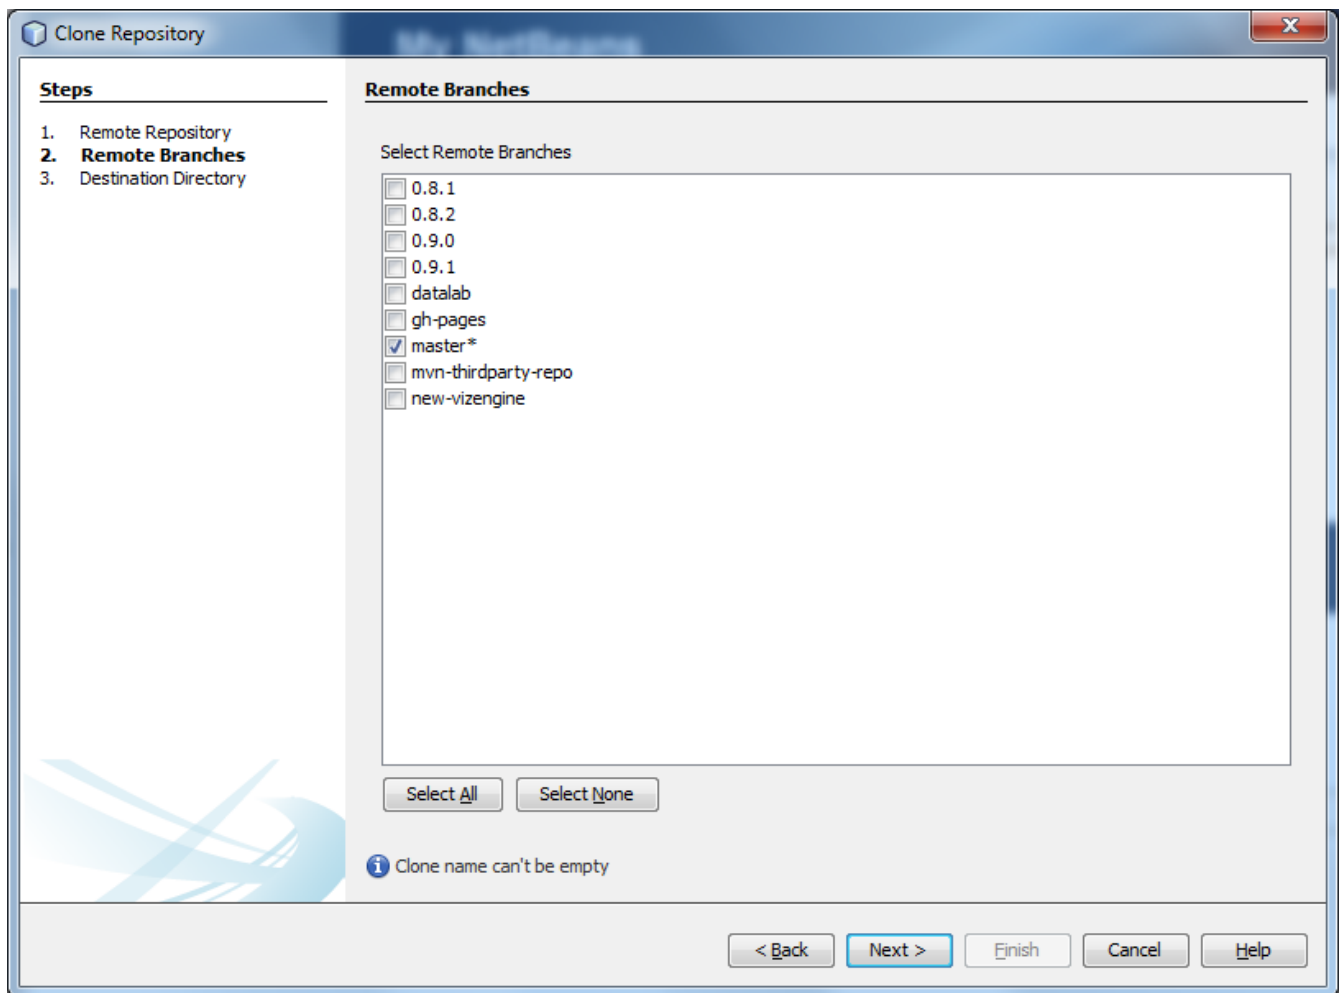 Clone Repository
My NetBeans
Steps
1. Remote Repository
2. Remote Branches
3. Destination Directory
Remote Branches
Select Remote Branches
0.8.1
0.8.2
0.9.0
0.9.1
datalab
gh-pages
master*
mvn-thirdparty-repo
new-vizengine
Select All
Select None
Clone name can't be empty
< Back
Next >
Finish
Cancel
Help